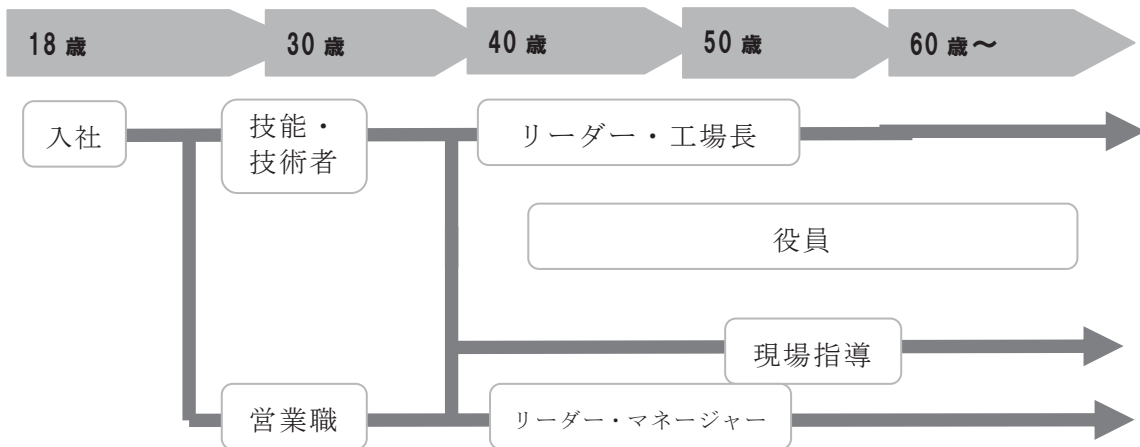 18歳
30歳
40歳
50歳
60歳～
入社
技能・
技術者
リーダー・工場長
役員
現場指導
営業職
リーダー・マネージャー